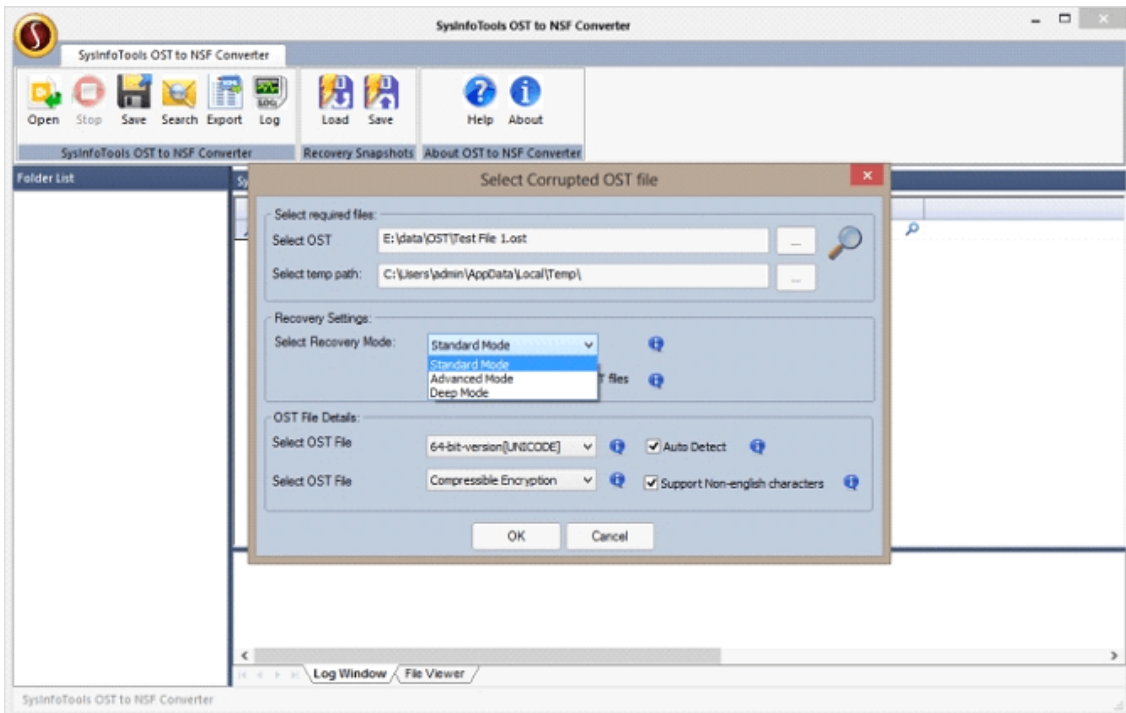 SysInfoTools OST to NSF Converter
SysInfoTools OST to NSF Converter
Open Stop Save Search Export Log Load Save Help About
SysInfoTools OST to NSF Converter Recovery Snapshots About OST to NSF Converter
Folder List
Sy
Select Corrupted OST file
Select required files:
Select OST E:\data\OST\Test File 1.ost ...
Select temp path: C:\Users\admin\AppData\Local\Temp\ ...
Recovery Settings:
Select Recovery Mode: Standard Mode
Standard Mode
Advanced Mode
T files
Deep Mode
OST File Details:
Select OST File 64-bit-version[UNICODE] Auto Detect
Select OST File Compressible Encryption Support Non-english characters
OK Cancel
Log Window File Viewer
SysInfoTools OST to NSF Converter